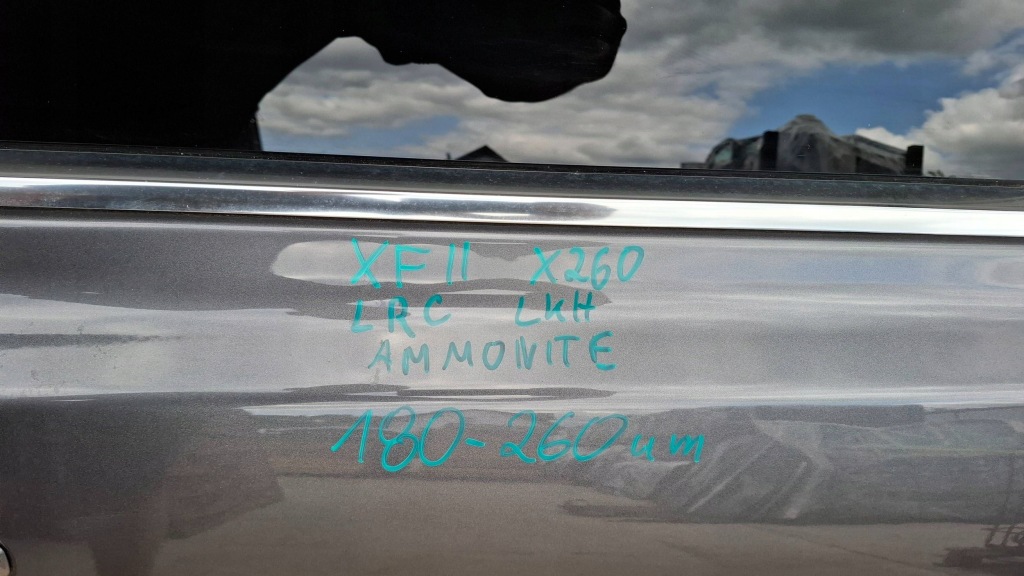 XF II X260
LRC LKH
AMMONITE
180-260um